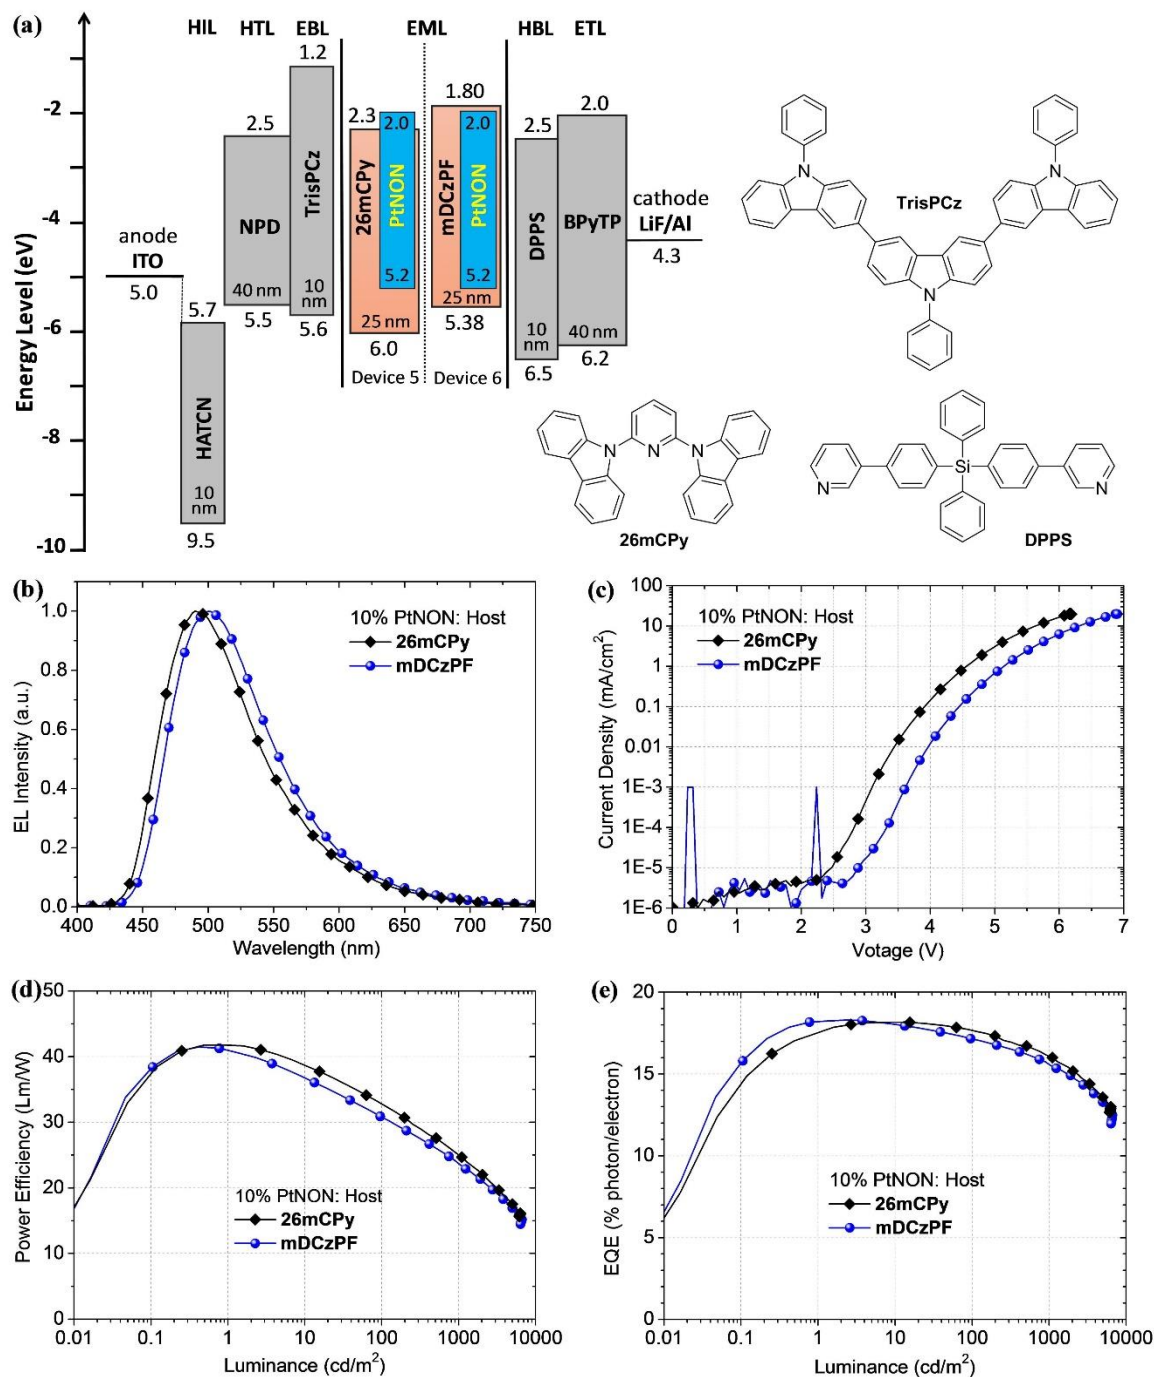 (a)
HIL HTL EBL EML HBL ETL
Energy Level (eV)
-2
-4
-6
-8
-10
anode
ITO
5.0
5.7
HATCN
10
nm
9.5
2.5
NPD
40 nm
5.5
1.2
TrisPCz
10
nm
5.6
2.3
26mCPy
2.0
PtNON
5.2
25 nm
6.0
Device 5
1.80
mDCzPF
2.0
PtNON
5.2
25 nm
5.38
Device 6
2.5
DPPS
10
nm
6.5
2.0
BPyTP
40 nm
6.2
cathode
LiF/Al
4.3
N
N
N
TrisPCz
N
N
N
26mCPy
N
Si
N
DPPS
(b)
EL Intensity (a.u.)
1.0
0.8
0.6
0.4
0.2
0.0
10% PtNON: Host
26mCPy
mDCzPF
400 450 500 550 600 650 700 750
Wavelength (nm)
(c)
Current Density (mA/cm²)
100
10
1
0.1
0.01
1E-3
1E-4
1E-5
1E-6
10% PtNON: Host
26mCPy
mDCzPF
0 1 2 3 4 5 6 7
Votage (V)
(d)
Power Efficiency (Lm/W)
50
40
30
20
10
0
10% PtNON: Host
26mCPy
mDCzPF
0.01 0.1 1 10 100 1000 10000
Luminance (cd/m²)
(e)
EQE (% photon/electron)
20
15
10
5
0
10% PtNON: Host
26mCPy
mDCzPF
0.01 0.1 1 10 100 1000 10000
Luminance (cd/m²)